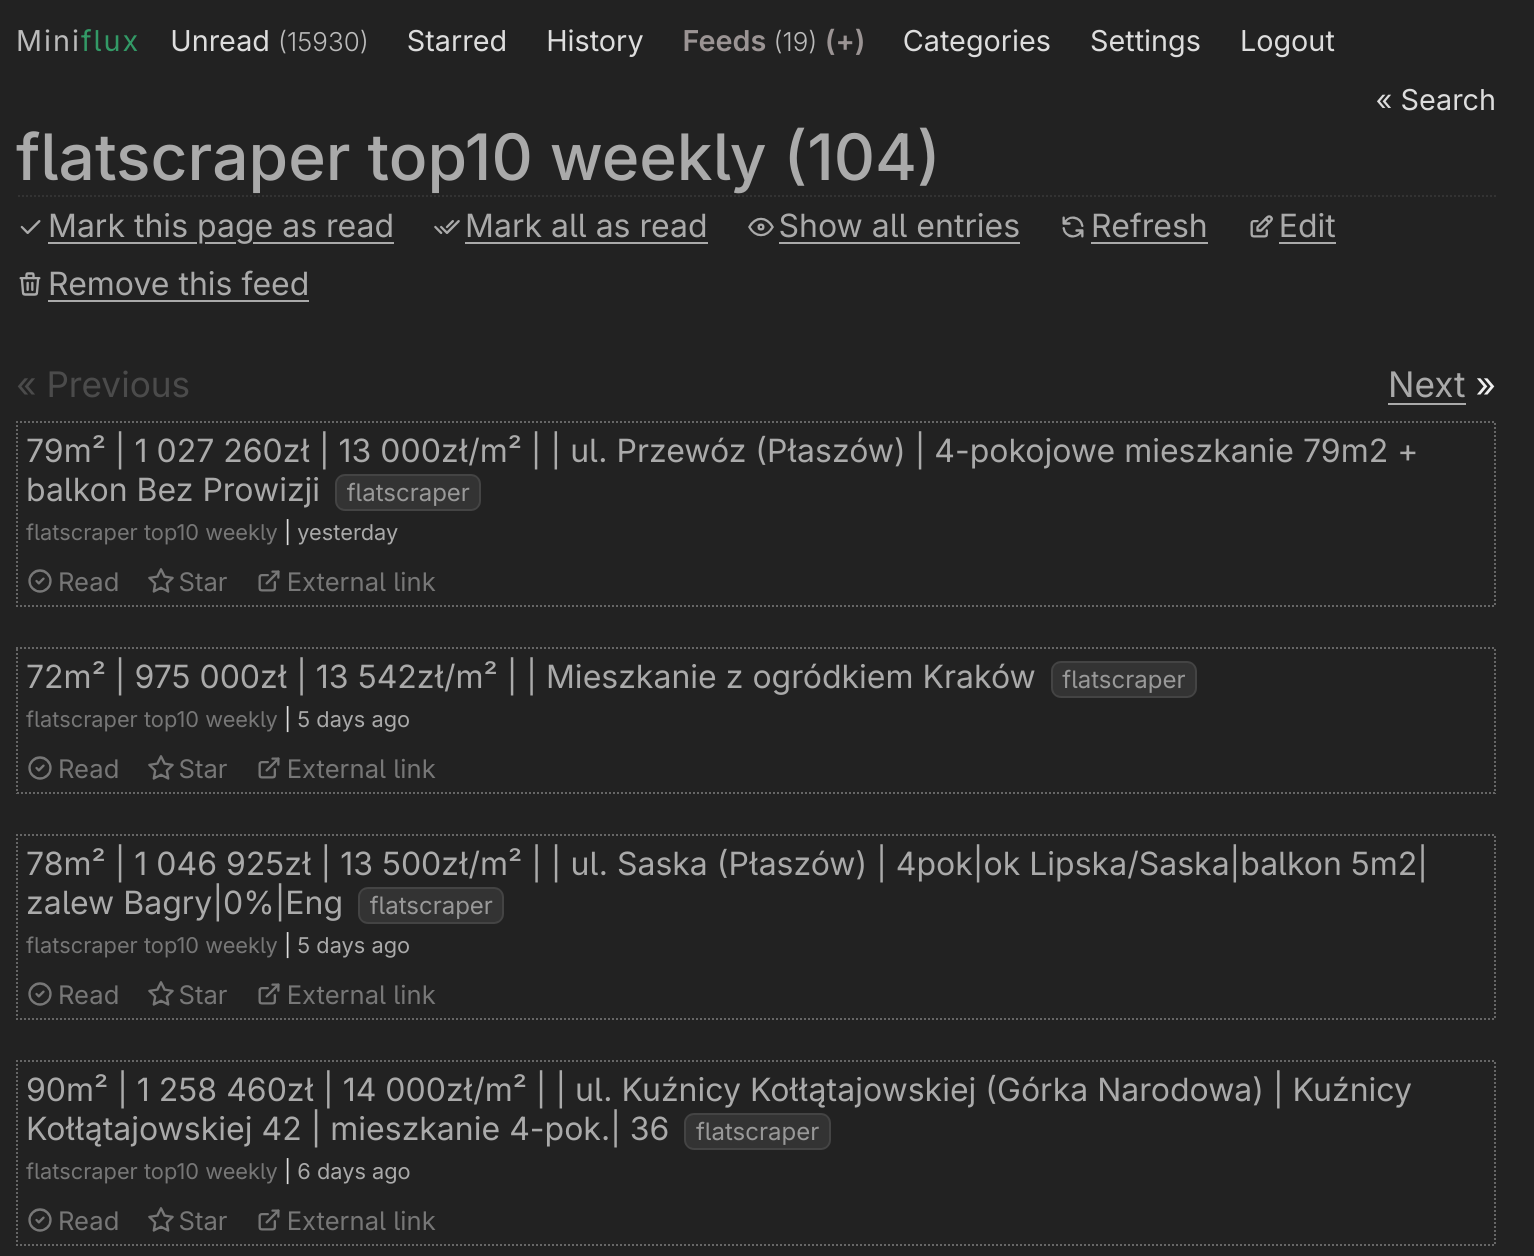 Miniflux Unread (15930) Starred History Feeds (19) (+) Categories Settings Logout
« Search
flatscraper top10 weekly (104)
Mark this page as read Mark all as read Show all entries Refresh Edit
Remove this feed
« Previous Next »
79m² | 1 027 260zł | 13 000zł/m² | | ul. Przewóz (Płaszów) | 4-pokojowe mieszkanie 79m2 +
balkon Bez Prowizji flatscraper
flatscraper top10 weekly | yesterday
Read Star External link
72m² | 975 000zł | 13 542zł/m² | | Mieszkanie z ogródkiem Kraków flatscraper
flatscraper top10 weekly | 5 days ago
Read Star External link
78m² | 1 046 925zł | 13 500zł/m² | | ul. Saska (Płaszów) | 4pok|ok Lipska/Saska|balkon 5m2|
zalew Bagry|0%|Eng flatscraper
flatscraper top10 weekly | 5 days ago
Read Star External link
90m² | 1 258 460zł | 14 000zł/m² | | ul. Kuźnicy Kołłątajowskiej (Górka Narodowa) | Kuźnicy
Kołłątajowskiej 42 | mieszkanie 4-pok.| 36 flatscraper
flatscraper top10 weekly | 6 days ago
Read Star External link